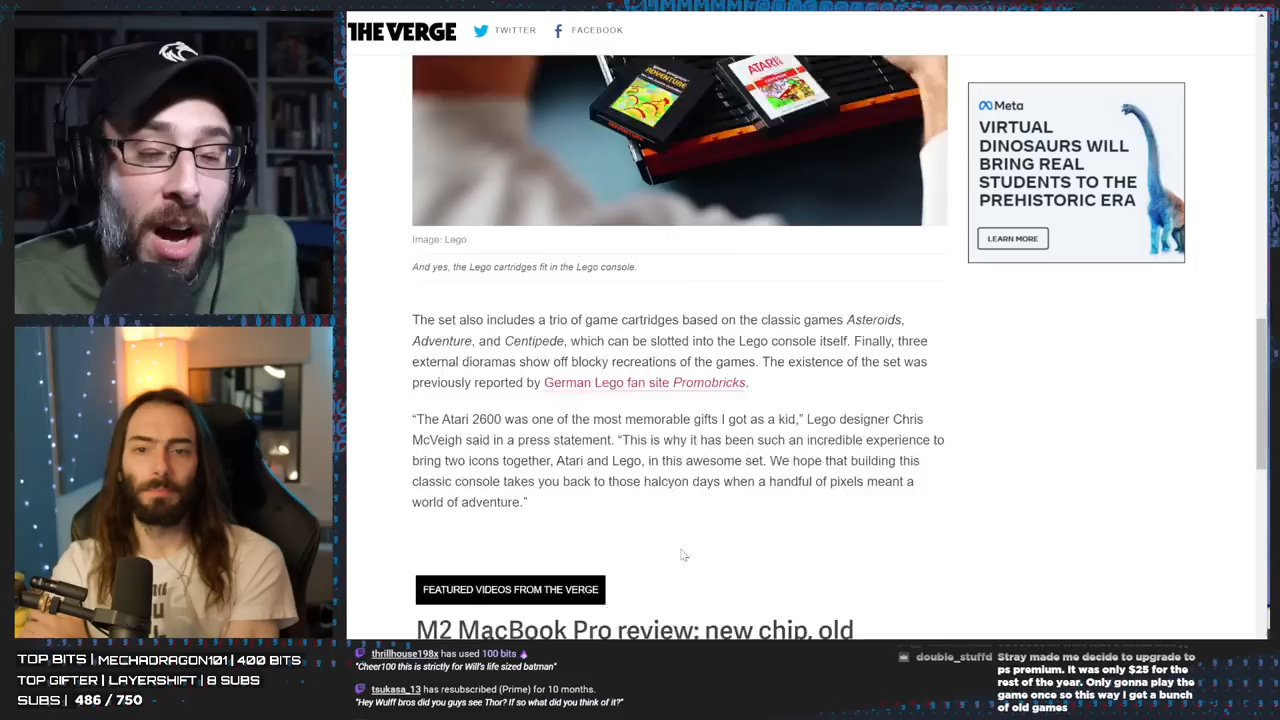 THE VERGE
TWITTER
FACEBOOK
ADVENTURE
ATARI
Meta
VIRTUAL
DINOSAURS WILL
BRING REAL
STUDENTS TO THE
PREHISTORIC ERA
LEARN MORE
Image: Lego
And yes, the Lego cartridges fit in the Lego console.
The set also includes a trio of game cartridges based on the classic games Asteroids,
Adventure, and Centipede, which can be slotted into the Lego console itself. Finally, three
external dioramas show off blocky recreations of the games. The existence of the set was
previously reported by German Lego fan site Promobricks.
“The Atari 2600 was one of the most memorable gifts I got as a kid,” Lego designer Chris
McVeigh said in a press statement. “This is why it has been such an incredible experience to
bring two icons together, Atari and Lego, in this awesome set. We hope that building this
classic console takes you back to those halcyon days when a handful of pixels meant a
world of adventure.”
FEATURED VIDEOS FROM THE VERGE
M2 MacBook Pro review: new chip, old
TOP BITS | MECHADRAGON101 | 400 BITS
TOP GIFTER | LAYERSHIFT | 8 SUBS
SUBS | 486 / 750
thrillhouse198x has used 100 bits
"Cheer100 this is strictly for Will's life sized batman"
tsukasa_13 has resubscribed (Prime) for 10 months.
"Hey Wulff bros did you guys see Thor? If so what did you think of it?"
double_stuffd Stray made me decide to upgrade to
ps premium. It was only $25 for the
rest of the year. Only gonna play the
game once so this way I get a bunch
of old games